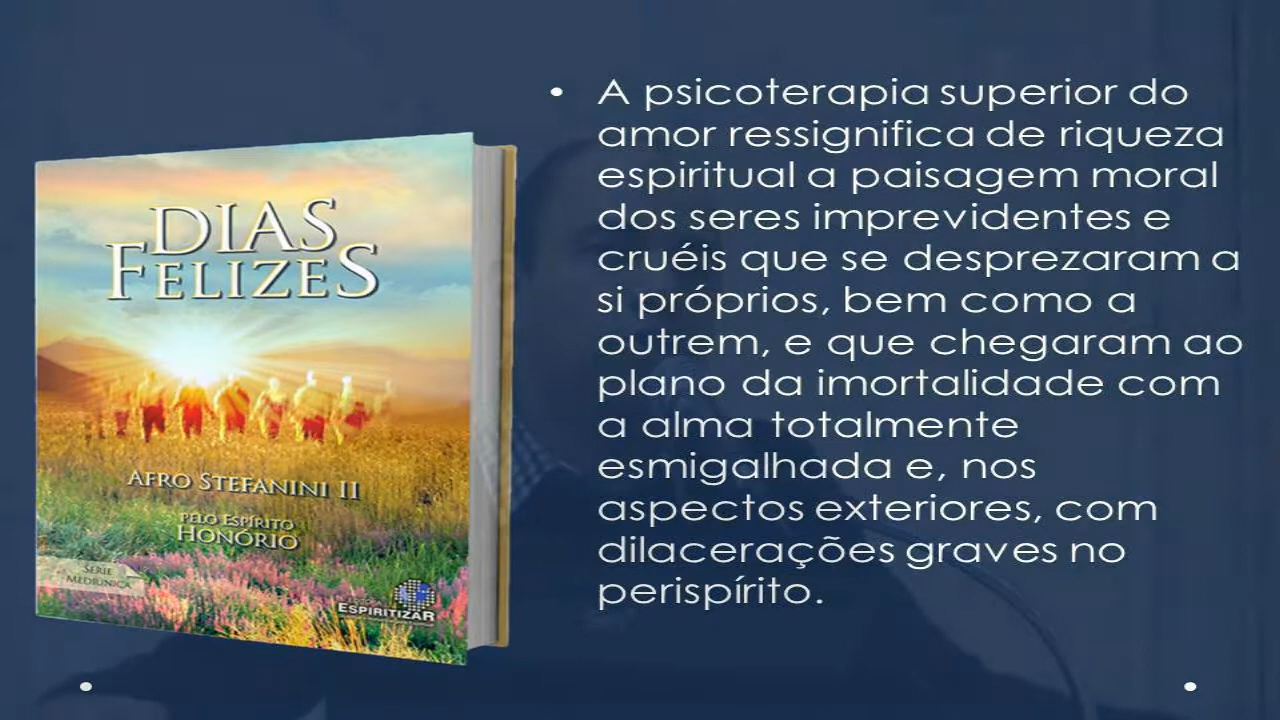 DIAS
FELIZES
AFRO STEFANINI II
PELO ESPÍRITO
HONÓRIO
SÉRIE
MEDIÚNICA
ESPIRITIZAR
• A psicoterapia superior do
amor ressignifica de riqueza
espiritual a paisagem moral
dos seres imprevidentes e
cruéis que se desprezaram a
si próprios, bem como a
outrem, e que chegaram ao
plano da imortalidade com
a alma totalmente
esmigalhada e, nos
aspectos exteriores, com
dilacerações graves no
perispírito.